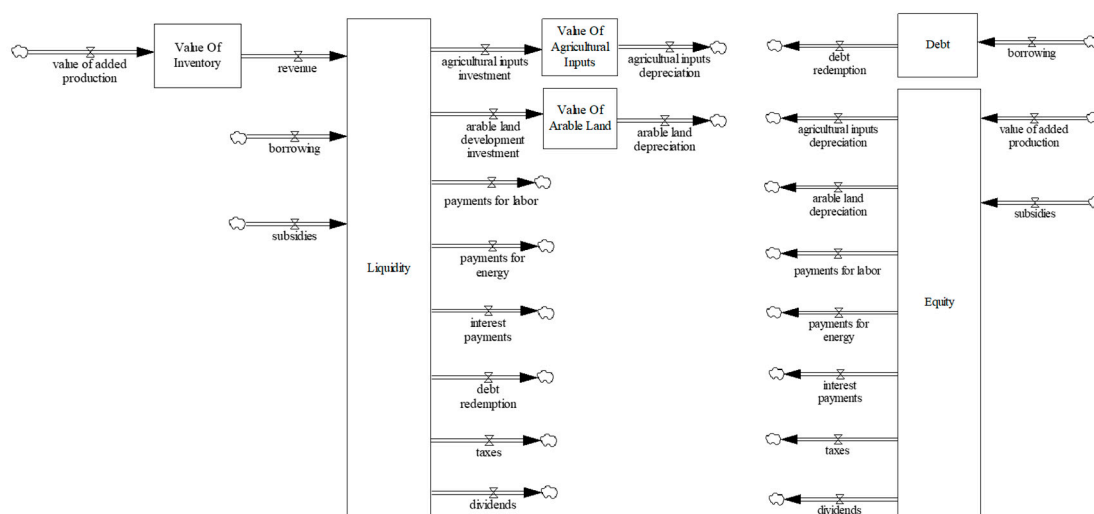 value of added
production
Value Of
Inventory
revenue
borrowing
subsidies
Liquidity
agricultural inputs
investment
Value Of
Agricultural
Inputs
agricultual inputs
depreciation
arable land
development
investment
Value Of
Arable Land
arable land
depreciation
payments for labor
payments for
energy
interest
payments
debt
redemption
taxes
dividends
debt
redemption
Debt
borrowing
agricultural inputs
depreciation
value of added
production
arable land
depreciation
subsidies
payments for labor
Equity
payments for
energy
interest
payments
taxes
dividends